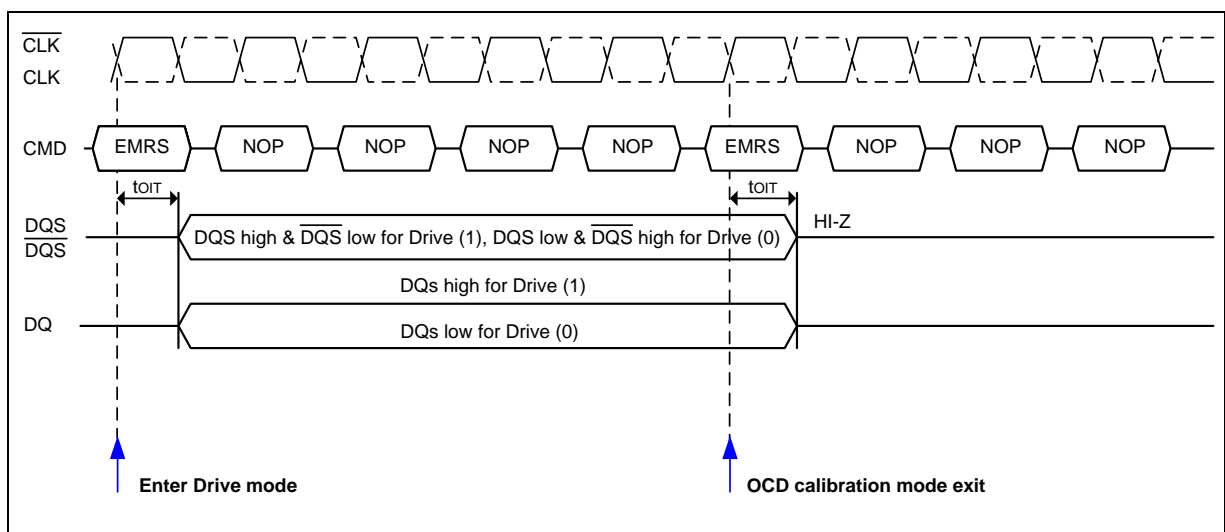 CLK
CLK
CMD EMRS NOP NOP NOP NOP EMRS NOP NOP NOP
tOIT tOIT
DQS
DQS
DQS high & DQS low for Drive (1), DQS low & DQS high for Drive (0)
HI-Z
DQs high for Drive (1)
DQ
DQs low for Drive (0)
Enter Drive mode
OCD calibration mode exit